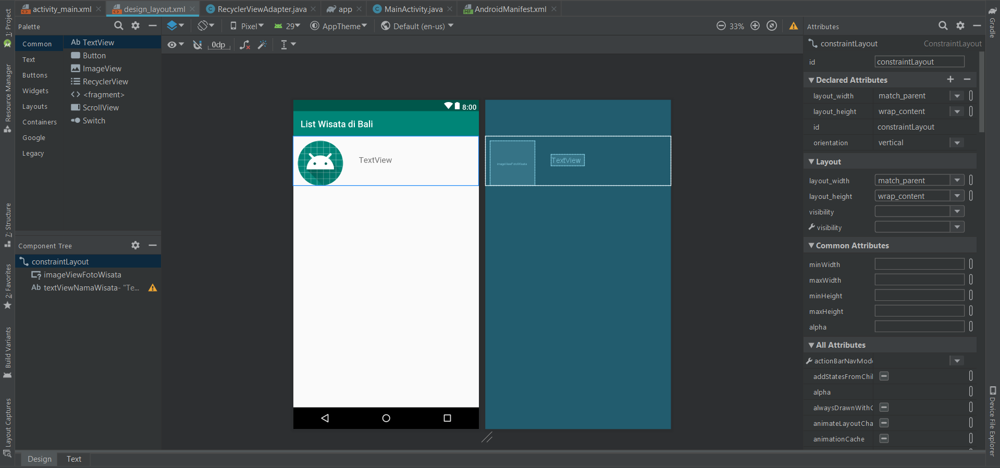 activity_main.xml
design_layout.xml
RecyclerViewAdapter.java
app
MainActivity.java
AndroidManifest.xml
1: Project
Resource Manager
7: Structure
2: Favorites
Build Variants
Layout Captures
Palette
Common
Text
Buttons
Widgets
Layouts
Containers
Google
Legacy
Ab TextView
Button
ImageView
RecyclerView
<fragment>
ScrollView
Switch
Pixel
29
AppTheme
Default (en-us)
33%
0dp
Component Tree
constraintLayout
imageViewFotoWisata
Ab textViewNamaWisata- "Te...
8:00
List Wisata di Bali
TextView
imageViewFotoWisata
TextView
Design
Text
Attributes
constraintLayout
ConstraintLayout
id
constraintLayout
Declared Attributes
layout_width
match_parent
layout_height
wrap_content
id
constraintLayout
orientation
vertical
Layout
layout_width
match_parent
layout_height
wrap_content
visibility
visibility
Common Attributes
minWidth
maxWidth
minHeight
maxHeight
alpha
All Attributes
actionBarNavMode
addStatesFromChil
alpha
alwaysDrawnWithC
animateLayoutCha
animationCache
Gradle
Device File Explorer